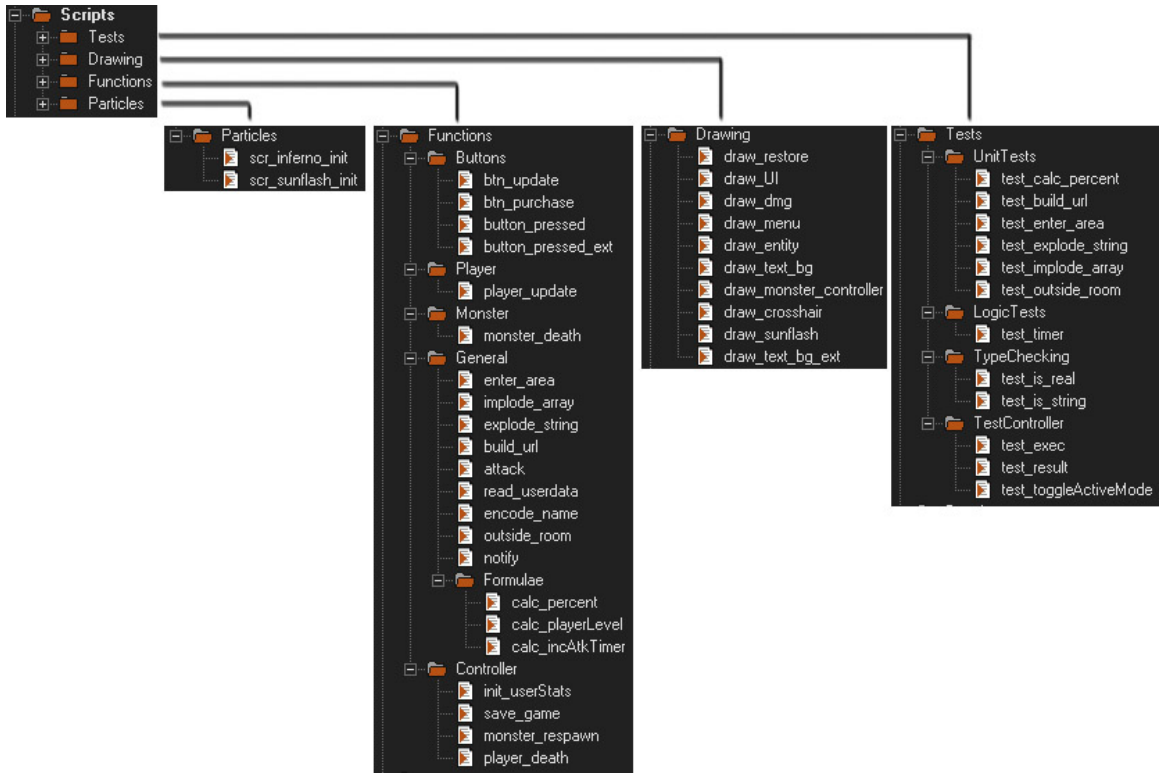 Scripts
Tests
Drawing
Functions
Particles
Particles
scr_inferno_init
scr_sunflash_init
Functions
Buttons
btn_update
btn_purchase
button_pressed
button_pressed_ext
Player
player_update
Monster
monster_death
General
enter_area
implode_array
explode_string
build_url
attack
read_userdata
encode_name
outside_room
notify
Formulae
calc_percent
calc_playerLevel
calc_incAtkTimer
Controller
init_userStats
save_game
monster_respawn
player_death
Drawing
draw_restore
draw_UI
draw_dmg
draw_menu
draw_entity
draw_text_bg
draw_monster_controller
draw_crosshair
draw_sunflash
draw_text_bg_ext
Tests
UnitTests
test_calc_percent
test_build_url
test_enter_area
test_explode_string
test_implode_array
test_outside_room
LogicTests
test_timer
TypeChecking
test_is_real
test_is_string
TestController
test_exec
test_result
test_toggleActiveMode